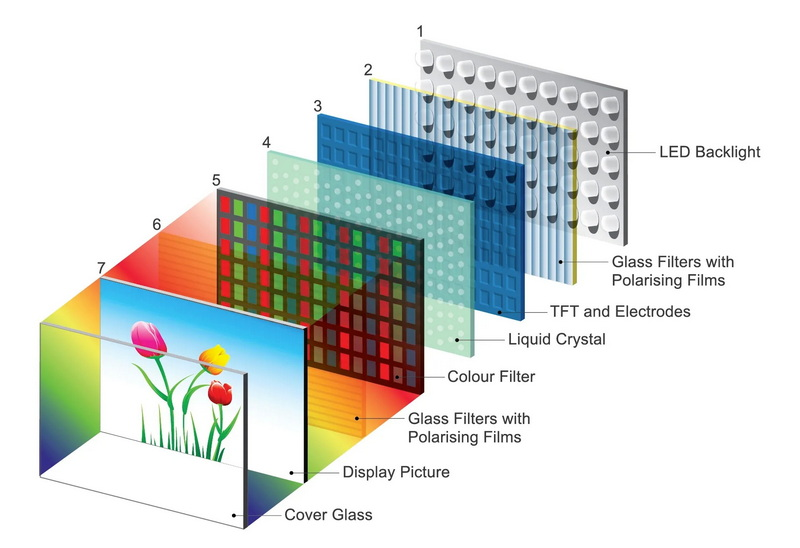 1
2
3
4
5
6
7
LED Backlight
Glass Filters with
Polarising Films
TFT and Electrodes
Liquid Crystal
Colour Filter
Glass Filters with
Polarising Films
Display Picture
Cover Glass